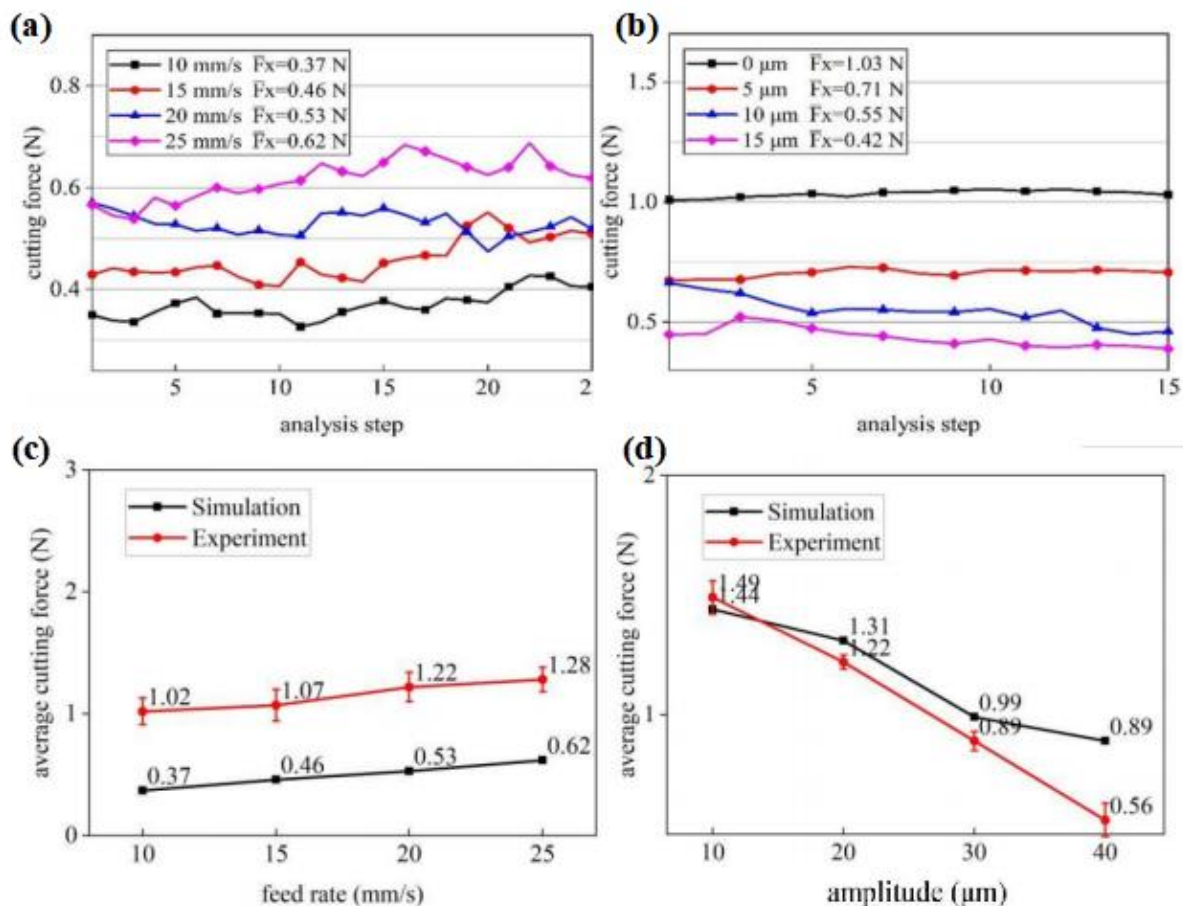 (a)
10 mm/s F̅x=0.37 N
15 mm/s F̅x=0.46 N
20 mm/s F̅x=0.53 N
25 mm/s F̅x=0.62 N
0.8
0.6
0.4
cutting force (N)
5 10 15 20 2
analysis step
(b)
0 μm F̅x=1.03 N
5 μm F̅x=0.71 N
10 μm F̅x=0.55 N
15 μm F̅x=0.42 N
1.5
1.0
0.5
cutting force (N)
5 10 15
analysis step
(c)
Simulation
Experiment
3
2
1
0
average cutting force (N)
1.02 1.07 1.22 1.28
0.37 0.46 0.53 0.62
10 15 20 25
feed rate (mm/s)
(d)
Simulation
Experiment
2
1
average cutting force (N)
1.49
1.44
1.31
1.22
0.99
0.89
0.89
0.56
10 20 30 40
amplitude (μm)